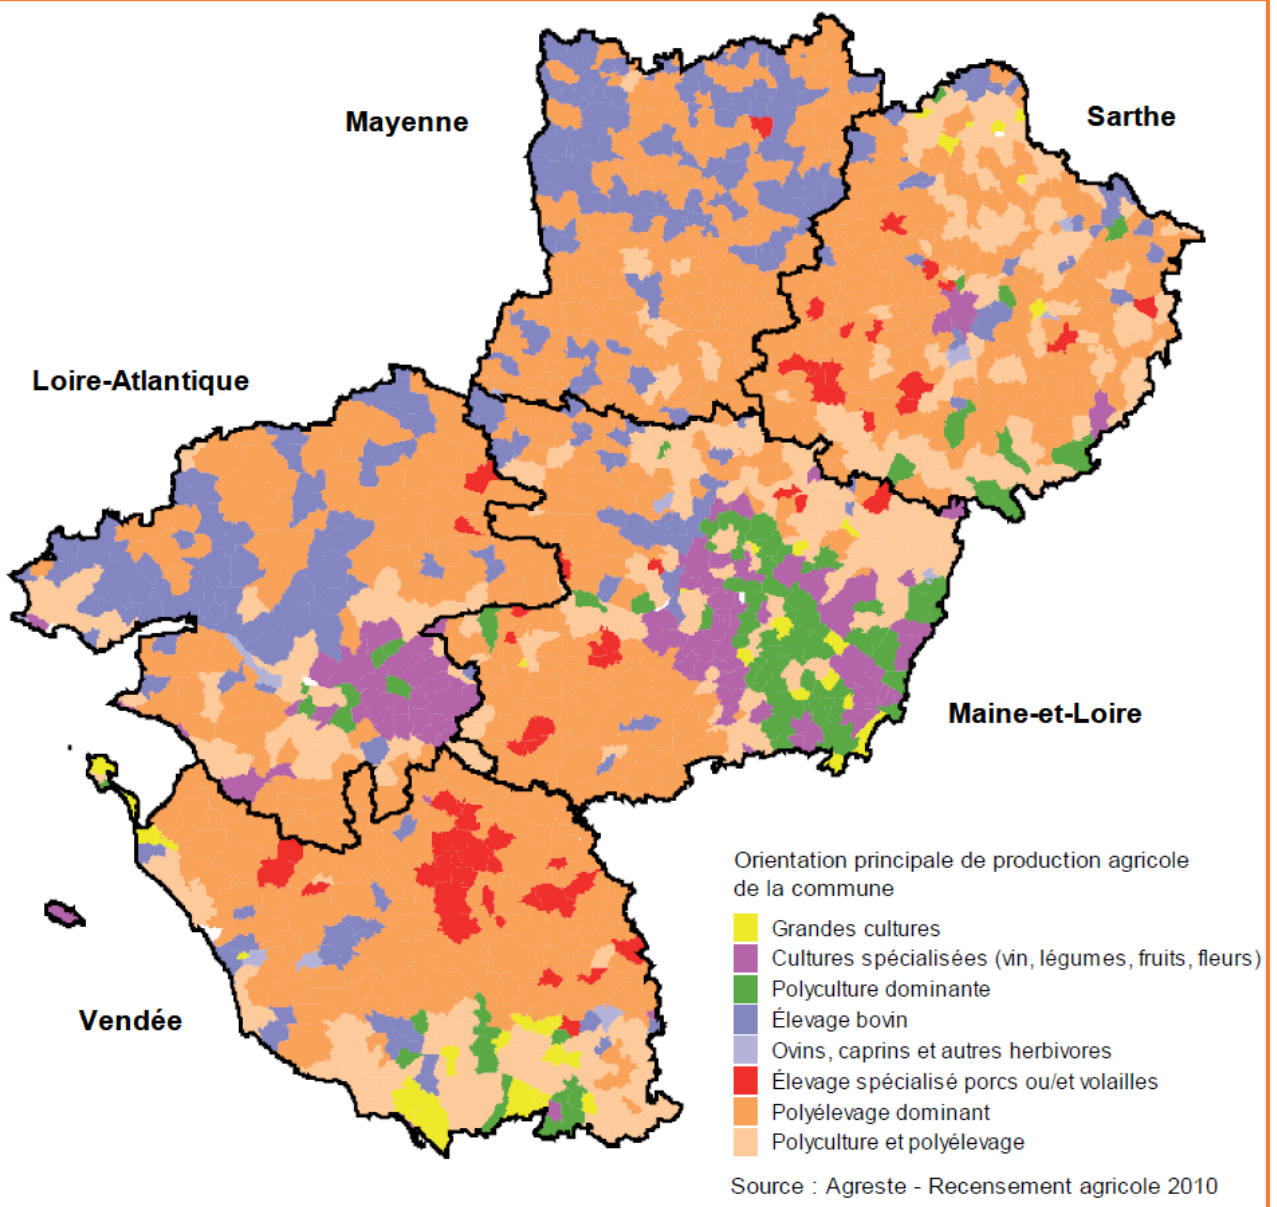 Mayenne
Sarthe
Loire-Atlantique
Maine-et-Loire
Vendée
Orientation principale de production agricole
de la commune
Grandes cultures
Cultures spécialisées (vin, légumes, fruits, fleurs)
Polyculture dominante
Élevage bovin
Ovins, caprins et autres herbivores
Élevage spécialisé porcs ou/et volailles
Polyélevage dominant
Polyculture et polyélevage
Source : Agreste - Recensement agricole 2010